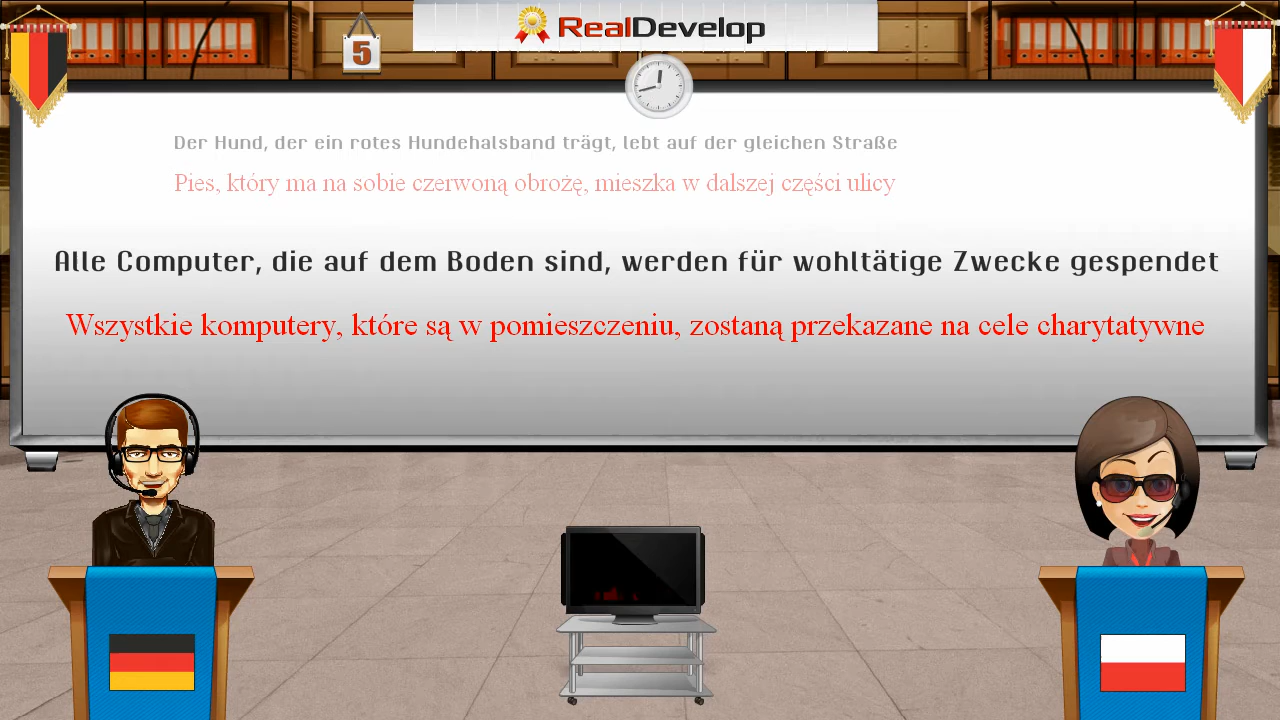 RealDevelop
5
Der Hund, der ein rotes Hundehalsband trägt, lebt auf der gleichen Straße
Pies, który ma na sobie czerwoną obrożę, mieszka w dalszej części ulicy
Alle Computer, die auf dem Boden sind, werden für wohltätige Zwecke gespendet
Wszystkie komputery, które są w pomieszczeniu, zostaną przekazane na cele charytatywne